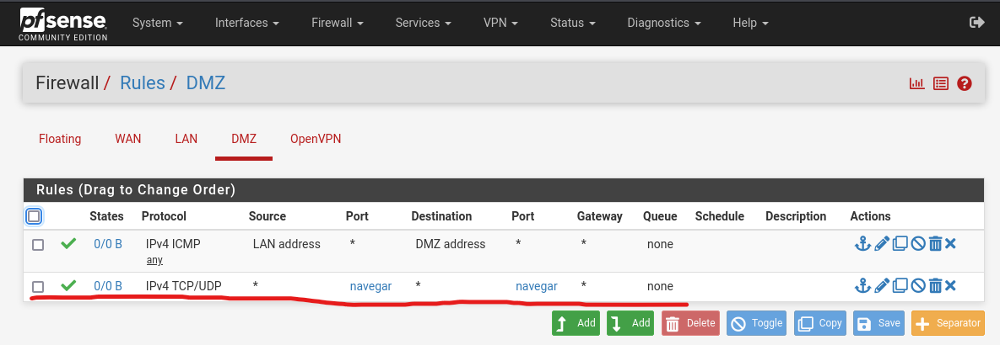 pfsense
COMMUNITY EDITION
System Interfaces Firewall Services VPN Status Diagnostics Help
Firewall / Rules / DMZ
Floating WAN LAN DMZ OpenVPN
Rules (Drag to Change Order)
States Protocol Source Port Destination Port Gateway Queue Schedule Description Actions
0/0 B IPv4 ICMP LAN address * DMZ address * * none
any
0/0 B IPv4 TCP/UDP * navegar * navegar * none
Add Add Delete Toggle Copy Save Separator